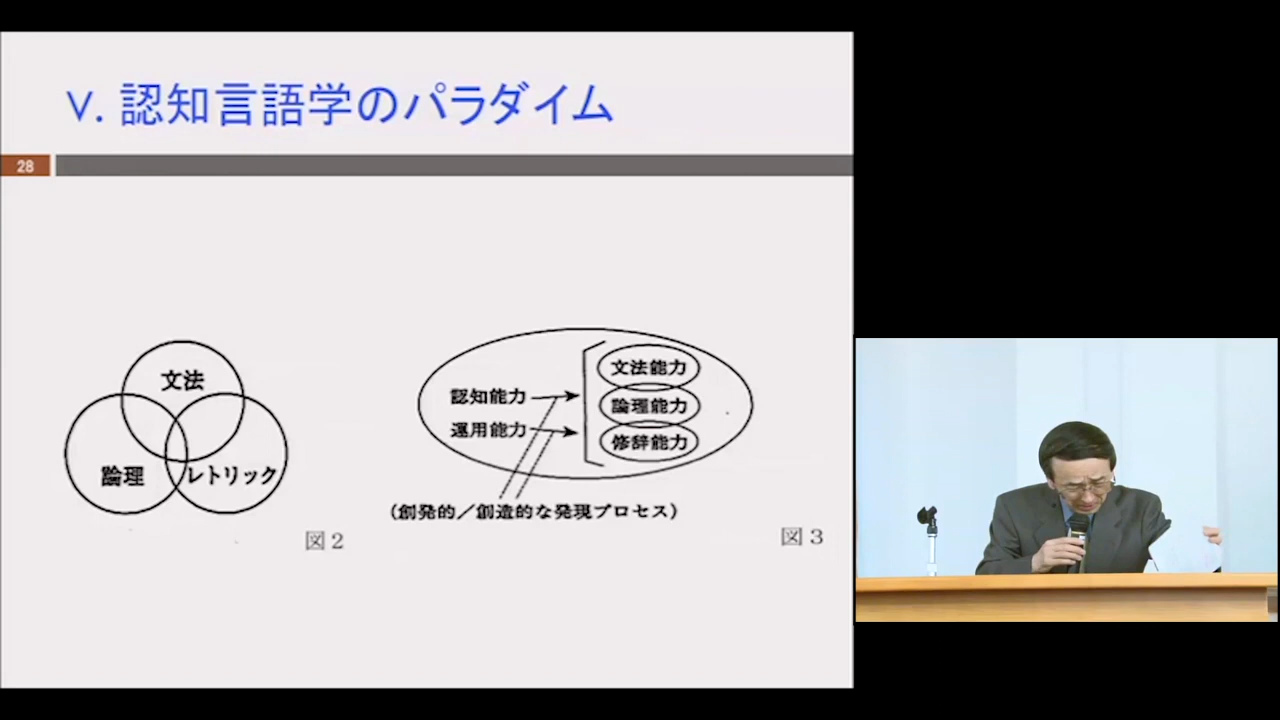 V. 認知言語学のパラダイム
28
文法
論理
レトリック
図2
認知能力
運用能力
文法能力
論理能力
修辞能力
(創発的/創造的な発現プロセス)
図3